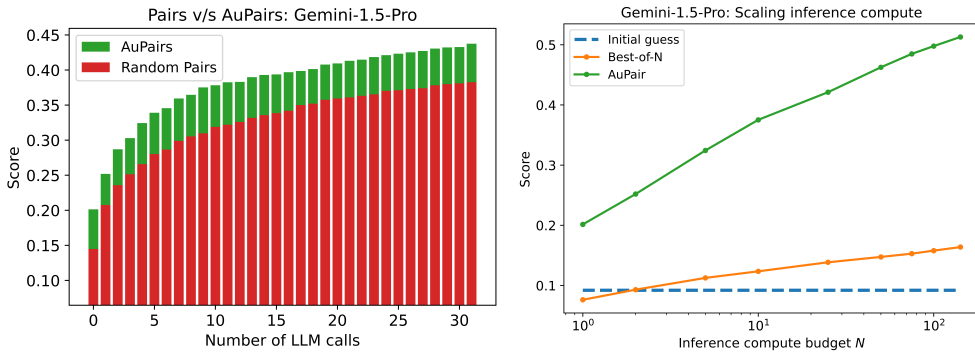 Pairs v/s AuPairs: Gemini-1.5-Pro
AuPairs
Random Pairs
Score
0.45
0.40
0.35
0.30
0.25
0.20
0.15
0.10
0 5 10 15 20 25 30
Number of LLM calls
Gemini-1.5-Pro: Scaling inference compute
Initial guess
Best-of-N
AuPair
Score
0.5
0.4
0.3
0.2
0.1
10⁰ 10¹ 10²
Inference compute budget N